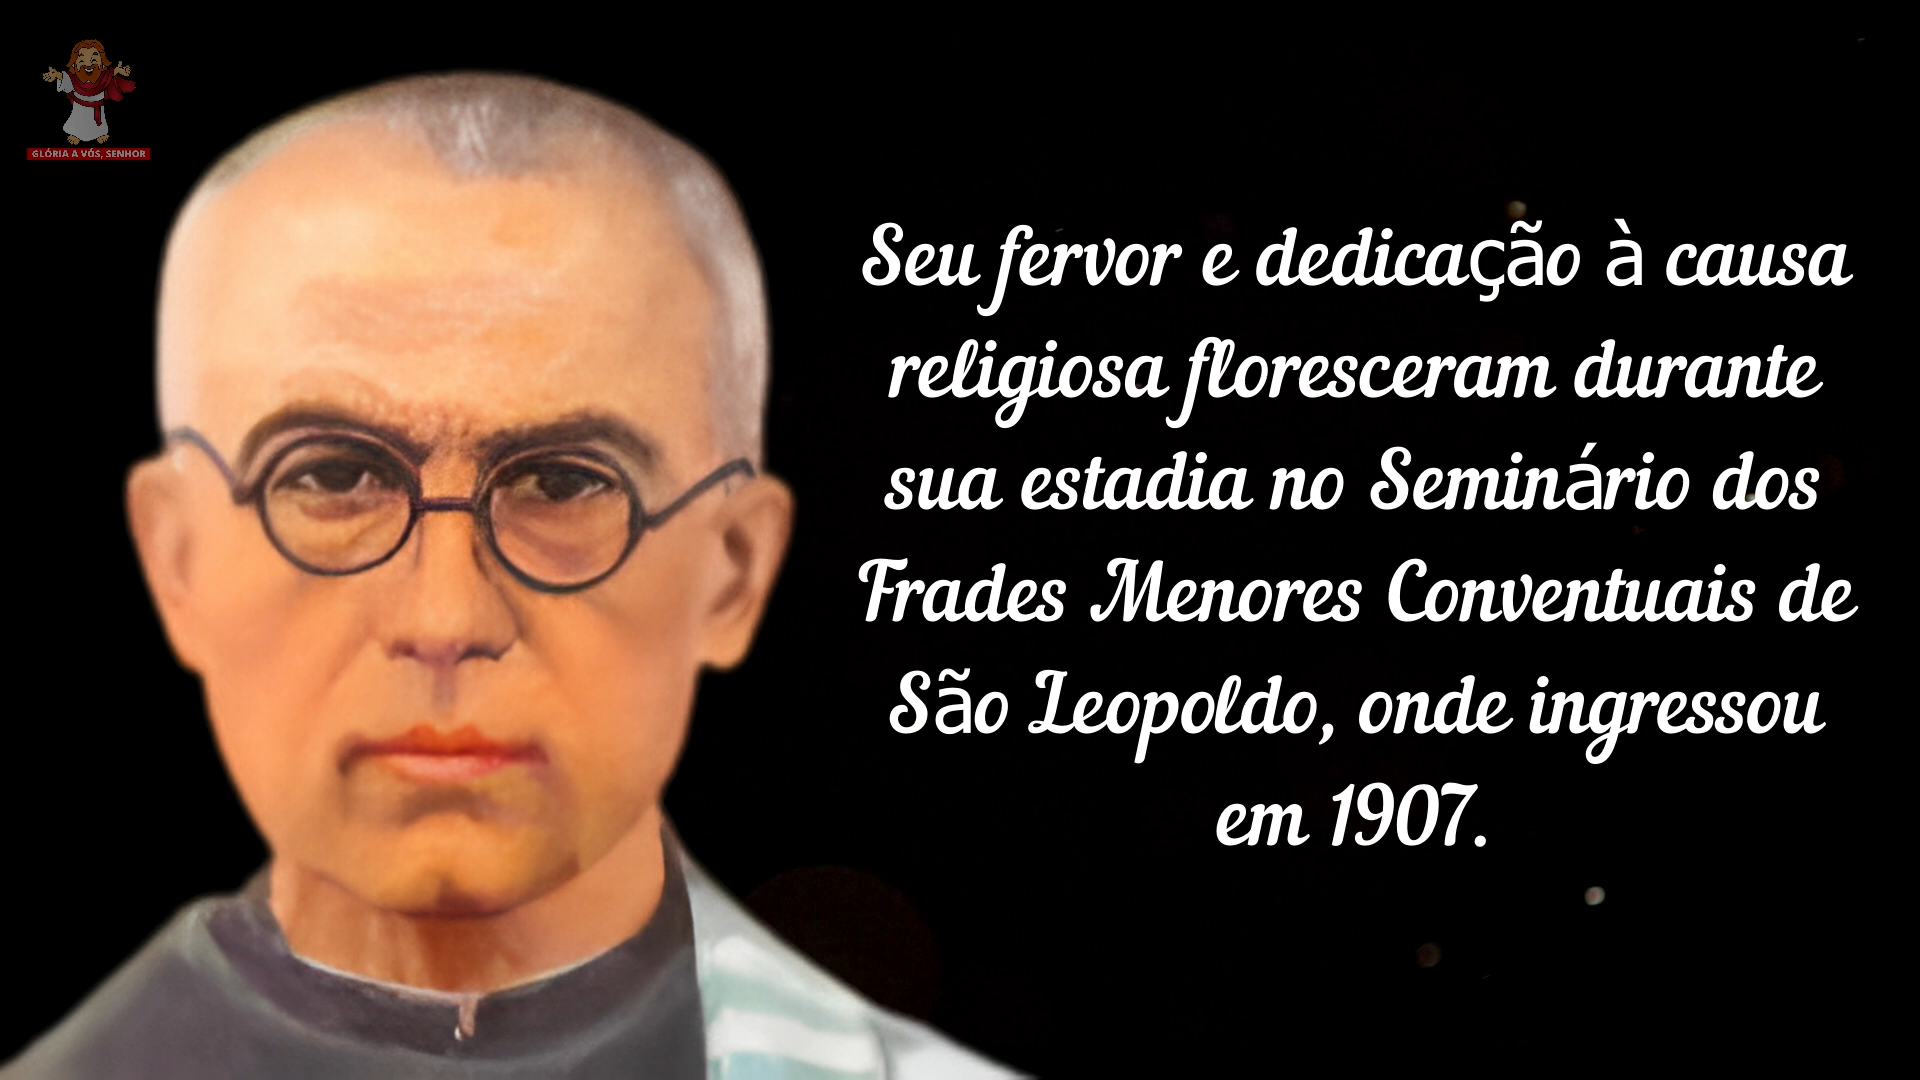 GLÓRIA A VÓS, SENHOR
Seu fervor e dedicação à causa
religiosa floresceram durante
sua estadia no Seminário dos
Frades Menores Conventuais de
São Leopoldo, onde ingressou
em 1907.